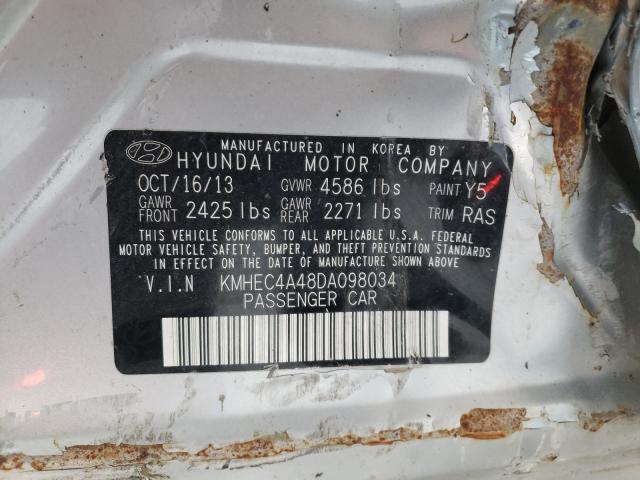 MANUFACTURED IN KOREA BY
HYUNDAI MOTOR COMPANY
OCT/16/13 GVWR 4586 lbs PAINT Y5
GAWR FRONT 2425 lbs GAWR REAR 2271 lbs TRIM RAS
THIS VEHICLE CONFORMS TO ALL APPLICABLE U.S.A. FEDERAL
MOTOR VEHICLE SAFETY, BUMPER, AND THEFT PREVENTION STANDARDS
IN EFFECT ON THE DATE OF MANUFACTURE SHOWN ABOVE.
V.I.N KMHEC4A48DA098034
PASSENGER CAR